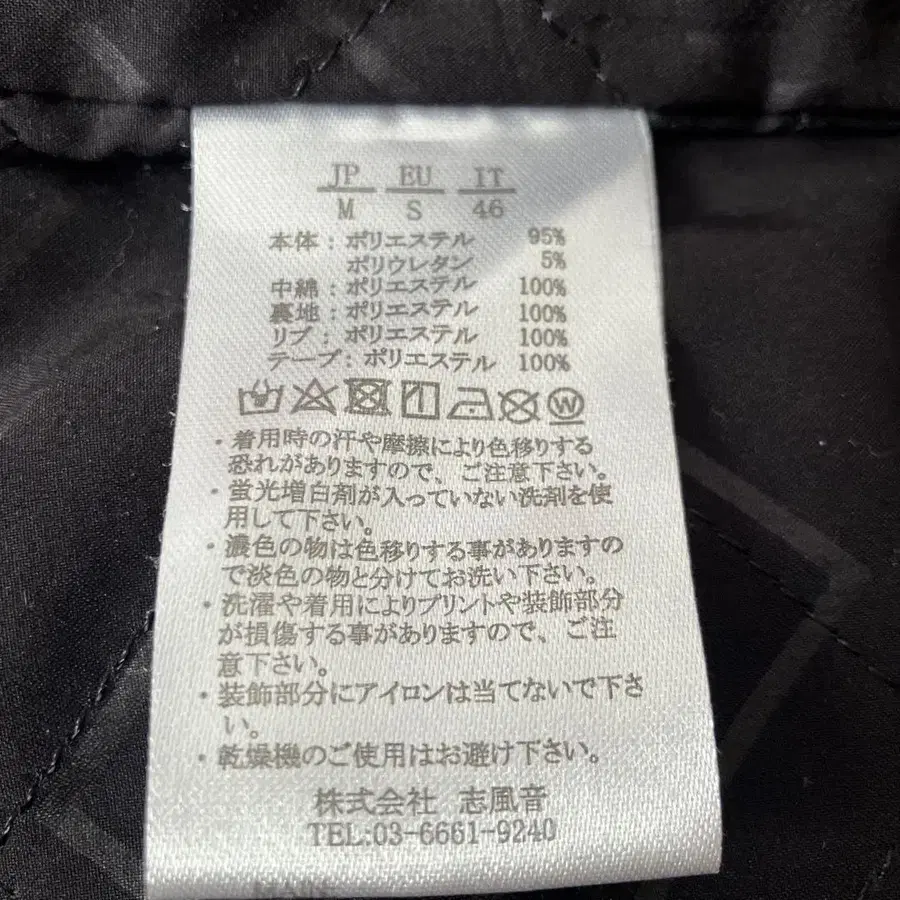 JP EU IT
M S 46
本体：ポリエステル 95%
ポリウレタン 5%
中綿：ポリエステル 100%
裏地：ポリエステル 100%
リブ：ポリエステル 100%
テープ：ポリエステル 100%
W
・着用時の汗や摩擦により色移りする
恐れがありますので、ご注意下さい。
・蛍光増白剤が入っていない洗剤を使
用して下さい。
・濃色の物は色移りする事がありますの
で淡色の物と分けてお洗い下さい。
・洗濯や着用によりプリントや装飾部分
が損傷する事がありますので、ご注
意下さい。
・装飾部分にアイロンは当てないで下さ
い。
・乾燥機のご使用はお避け下さい。
株式会社 志風音
TEL:03-6661-9240